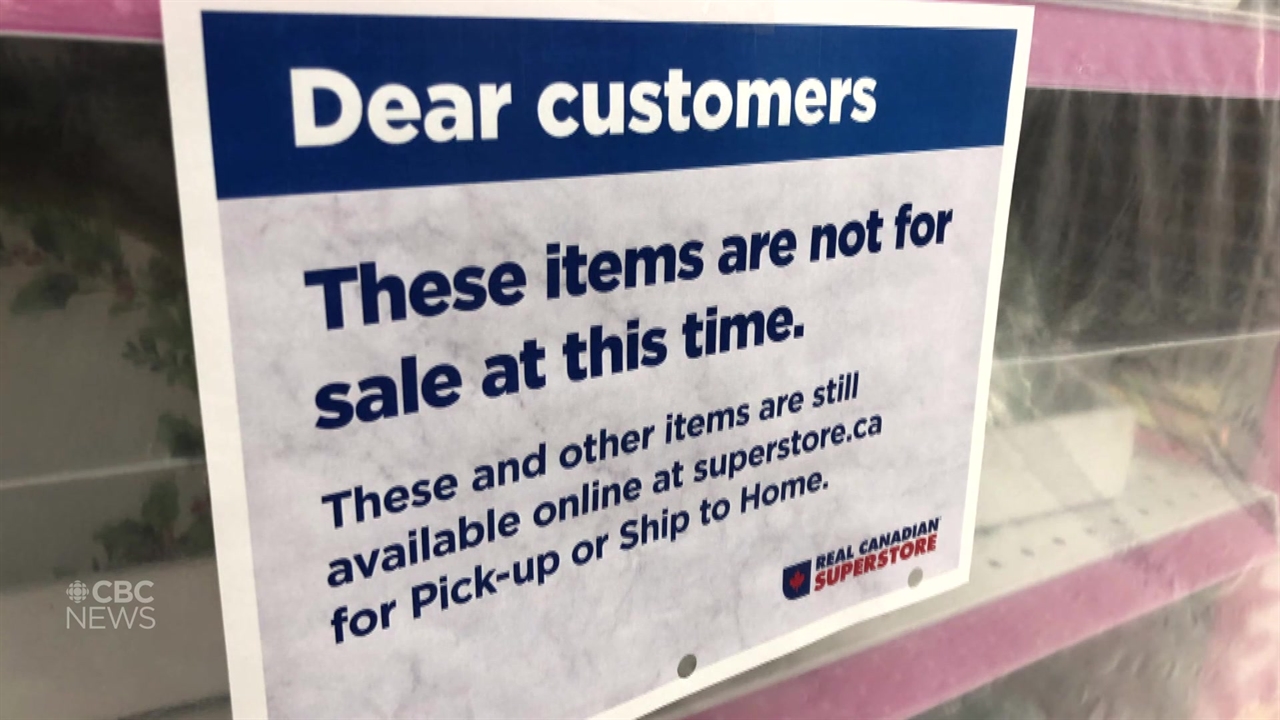 Dear customers
These items are not for
sale at this time.
These and other items are still
available online at superstore.ca
for Pick-up or Ship to Home.
REAL CANADIAN
SUPERSTORE
CBC
NEWS